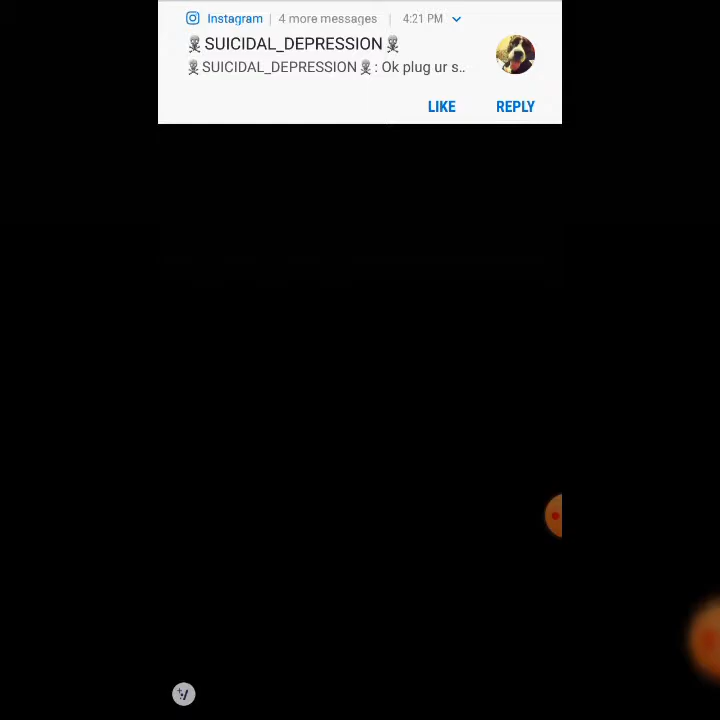 Instagram | 4 more messages | 4:21 PM
☠SUICIDAL_DEPRESSION☠
☠SUICIDAL_DEPRESSION☠: Ok plug ur s..
LIKE REPLY